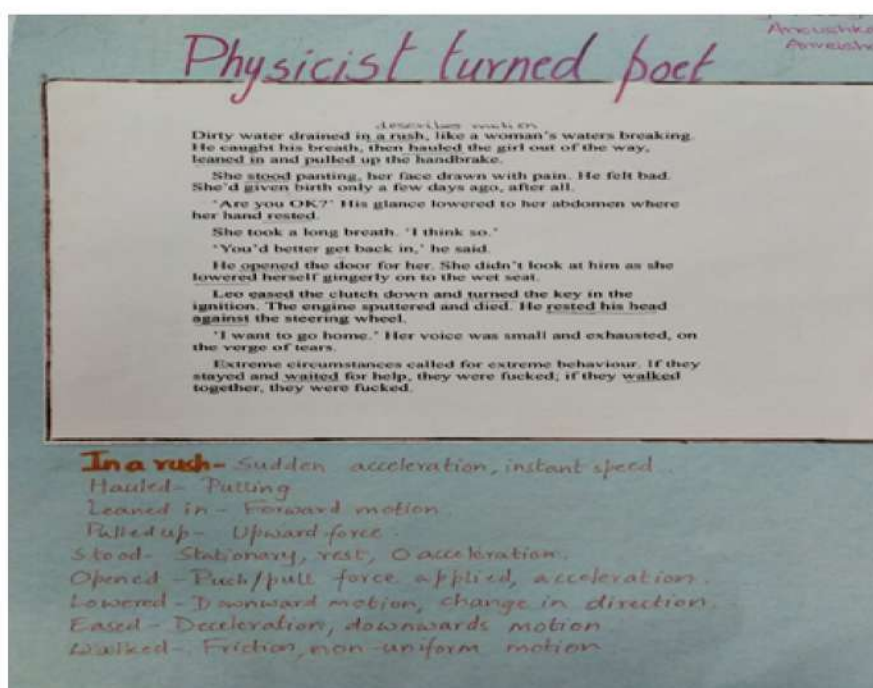 Anoushka
Anveisha
Physicist turned poet
describes motion
Dirty water drained in a rush, like a woman's waters breaking.
He caught his breath, then hauled the girl out of the way,
leaned in and pulled up the handbrake.
She stood panting, her face drawn with pain. He felt bad.
She'd given birth only a few days ago, after all.
'Are you OK?' His glance lowered to her abdomen where
her hand rested.
She took a long breath. 'I think so.'
'You'd better get back in,' he said.
He opened the door for her. She didn't look at him as she
lowered herself gingerly on to the wet seat.
Leo eased the clutch down and turned the key in the
ignition. The engine sputtered and died. He rested his head
against the steering wheel.
'I want to go home.' Her voice was small and exhausted, on
the verge of tears.
Extreme circumstances called for extreme behaviour. If they
stayed and waited for help, they were fucked; if they walked
together, they were fucked.
In a rush- Sudden acceleration, instant speed.
Hauled- Pulling
Leaned in - Forward motion.
Pulled up - Upward force.
Stood- Stationary, rest, 0 acceleration.
Opened - Push/pull force applied, acceleration.
Lowered - Downward motion, change in direction.
Eased - Deceleration, downwards motion
Walked- Friction, non-uniform motion